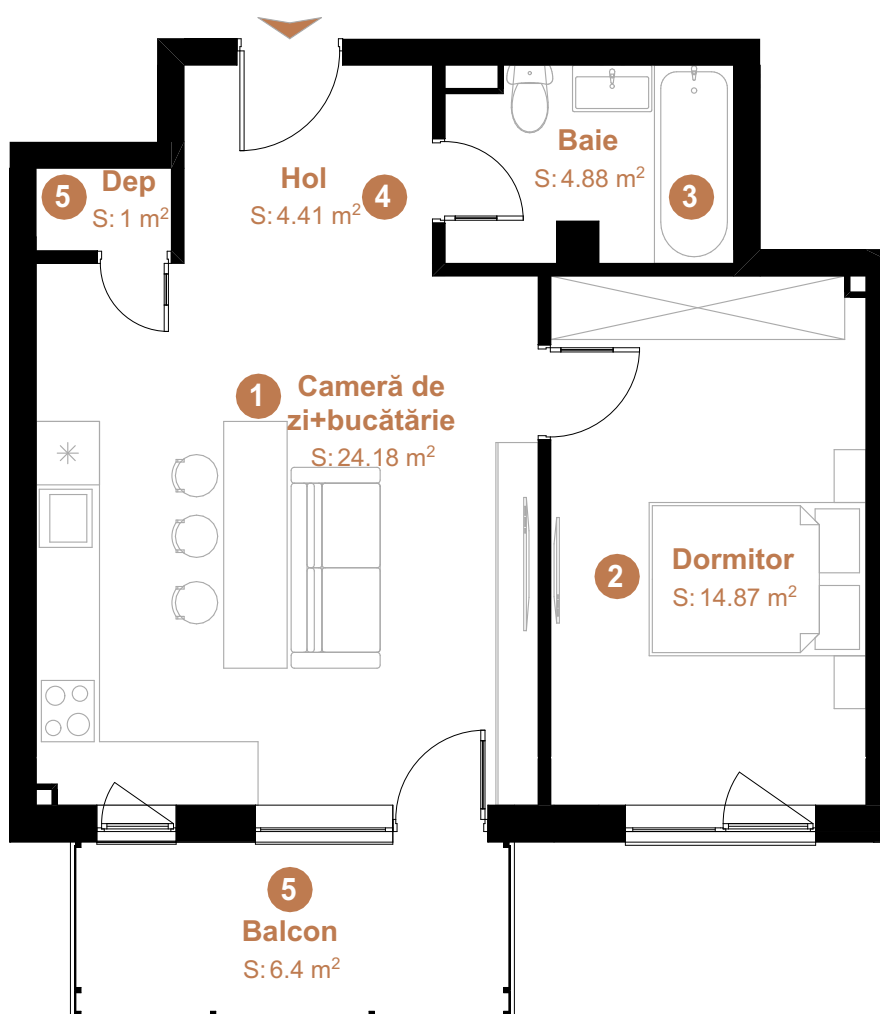 Baie
S: 4.88 m²
3
5
Dep
S: 1 m²
Hol
S: 4.41 m²
4
1
Cameră de
zi+bucătărie
S: 24.18 m²
2
Dormitor
S: 14.87 m²
5
Balcon
S: 6.4 m²